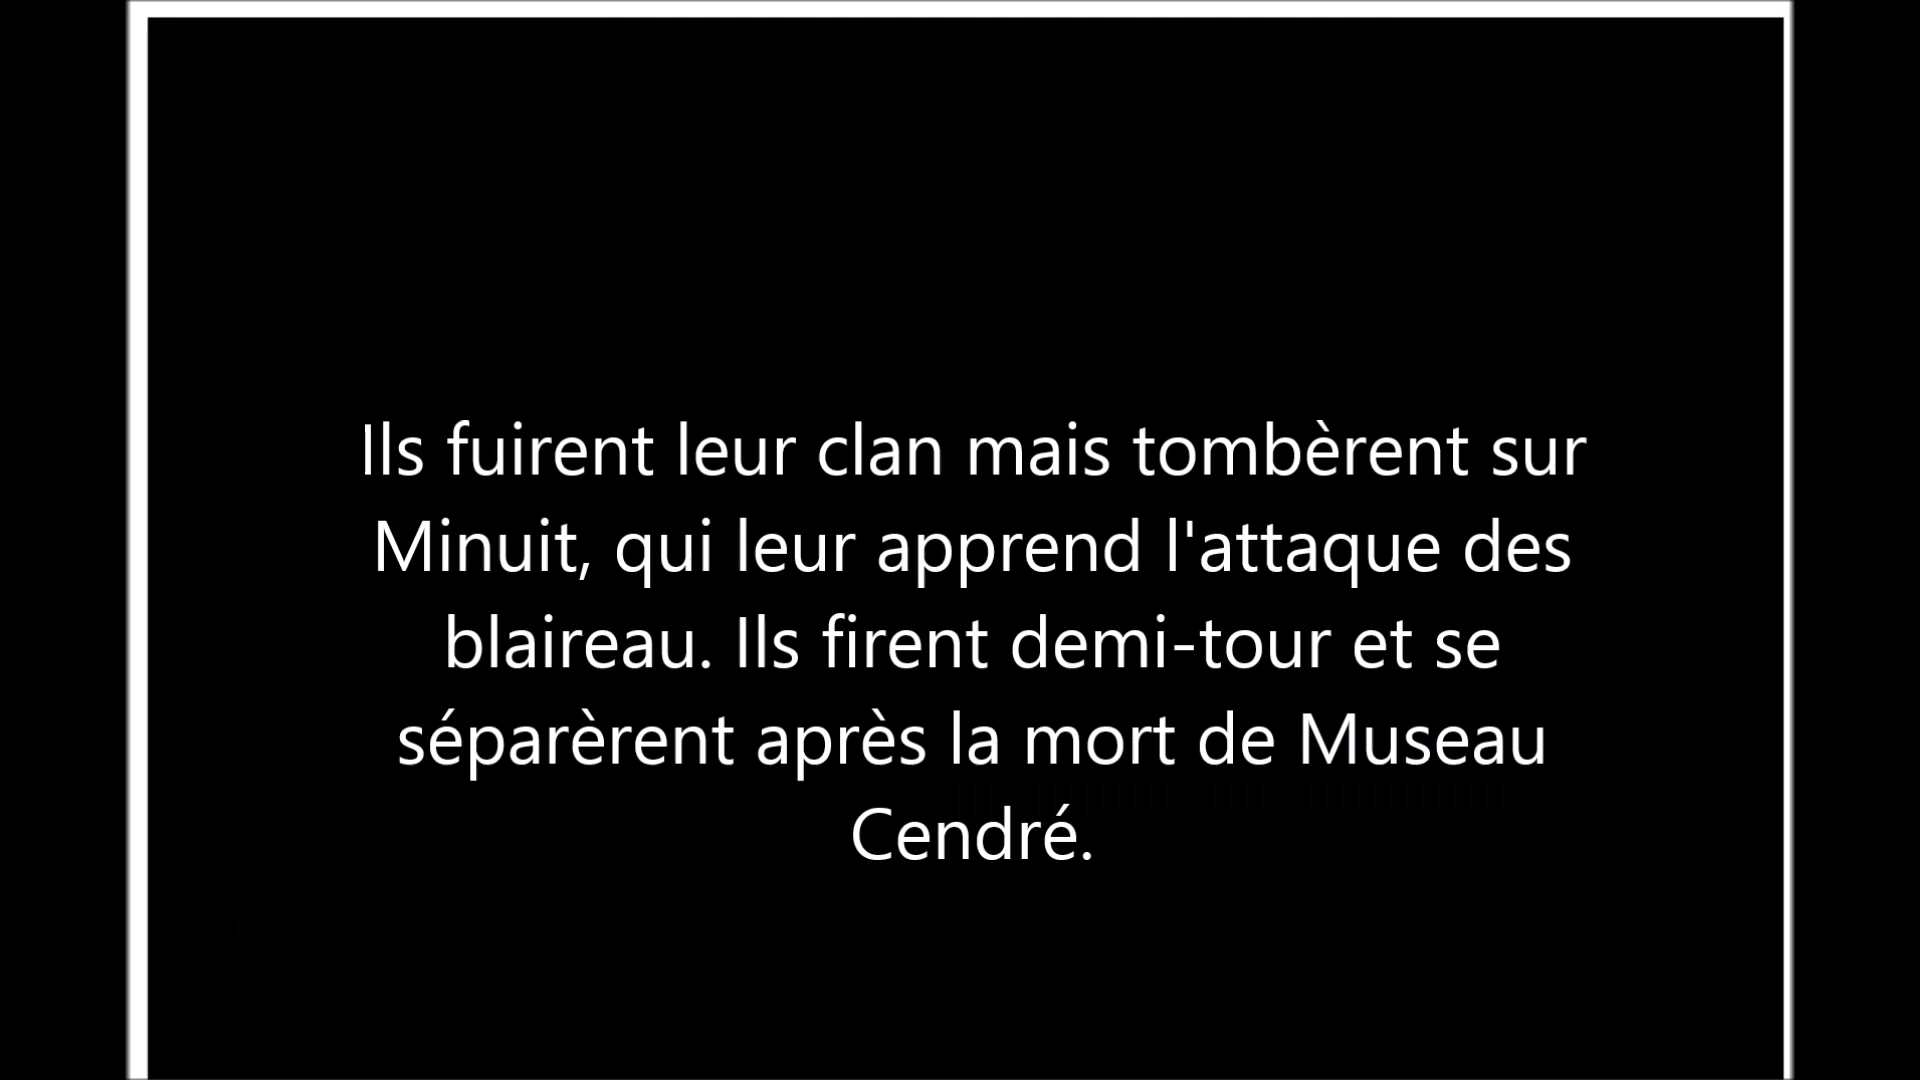 Ils fuirent leur clan mais tombèrent sur
Minuit, qui leur apprend l'attaque des
blaireau. Ils firent demi-tour et se
séparèrent après la mort de Museau
Cendré.